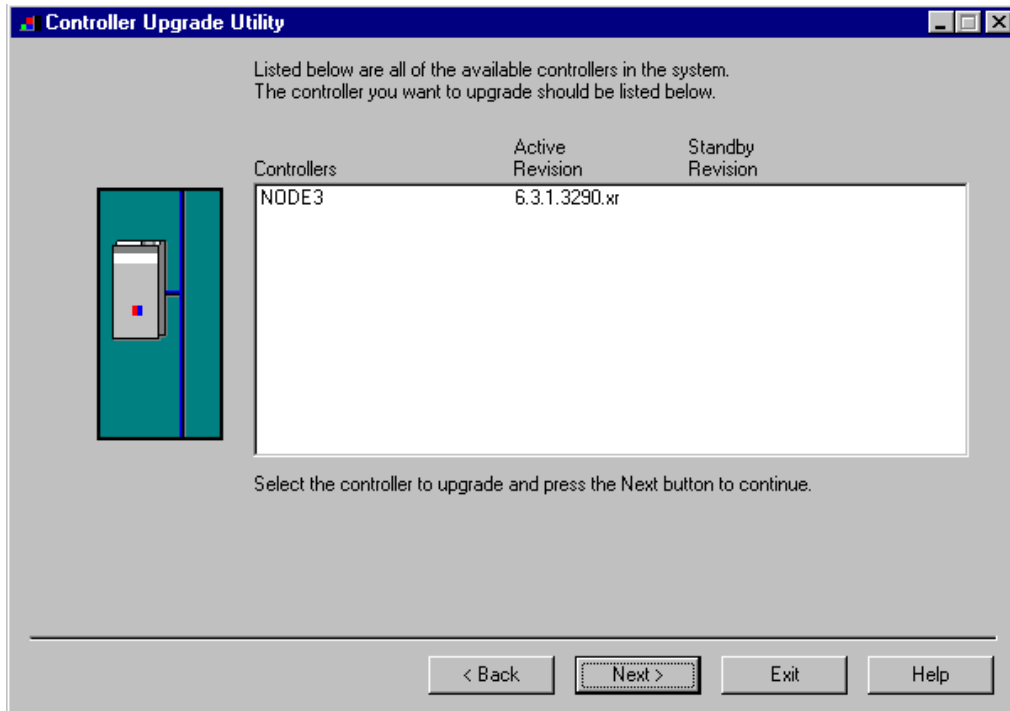 Controller Upgrade Utility
Listed below are all of the available controllers in the system.
The controller you want to upgrade should be listed below.
Controllers Active Revision Standby Revision
NODE3 6.3.1.3290.xr
Select the controller to upgrade and press the Next button to continue.
< Back Next > Exit Help